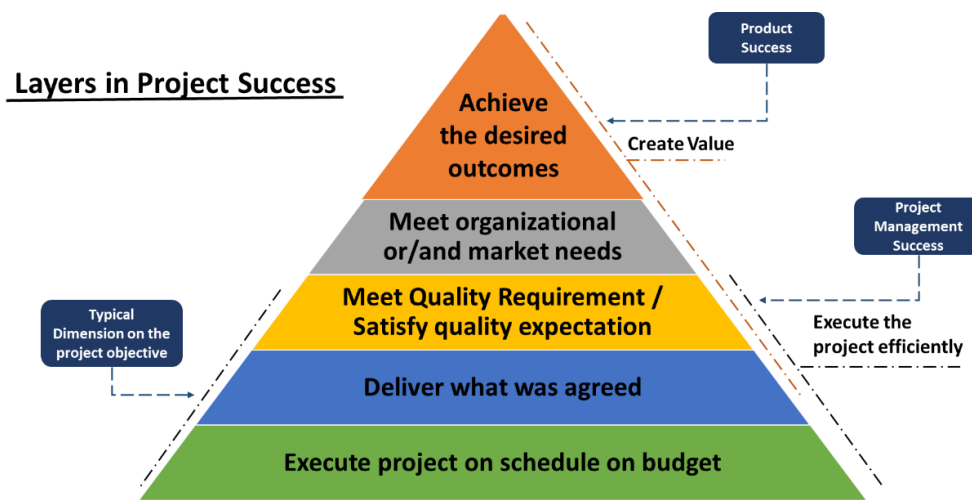 Layers in Project Success
Product
Success
Achieve
the desired
outcomes
Create Value
Meet organizational
or/and market needs
Project
Management
Success
Meet Quality Requirement /
Satisfy quality expectation
Typical
Dimension on the
project objective
Execute the
project efficiently
Deliver what was agreed
Execute project on schedule on budget